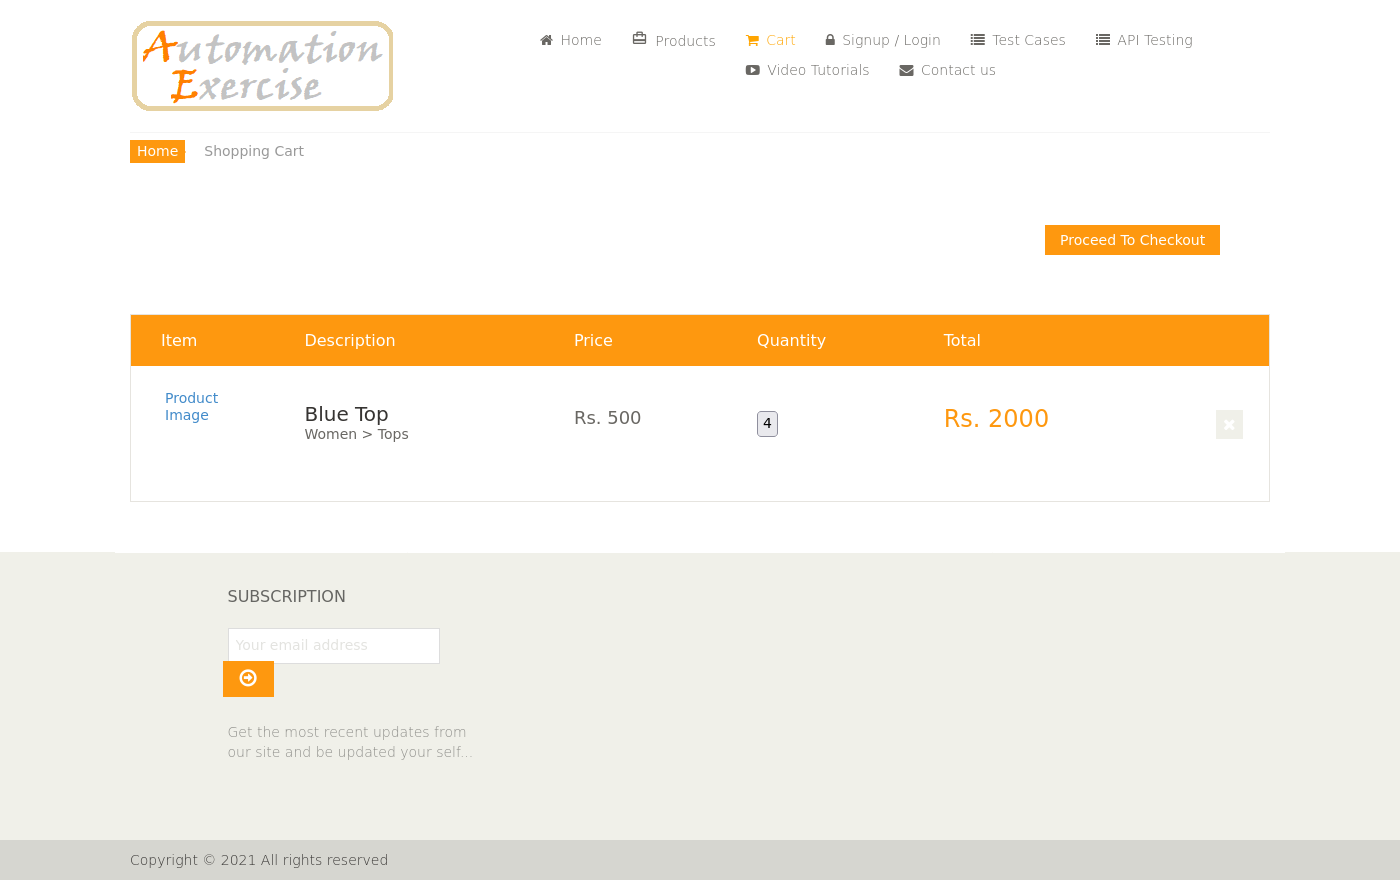 Automation
Exercise
Home
Products
Cart
Signup / Login
Test Cases
API Testing
Video Tutorials
Contact us
Home
Shopping Cart
Proceed To Checkout
Item Description Price Quantity Total
Product
Image
Blue Top
Women > Tops
Rs. 500
4
Rs. 2000
SUBSCRIPTION
Your email address
Get the most recent updates from
our site and be updated your self...
Copyright © 2021 All rights reserved